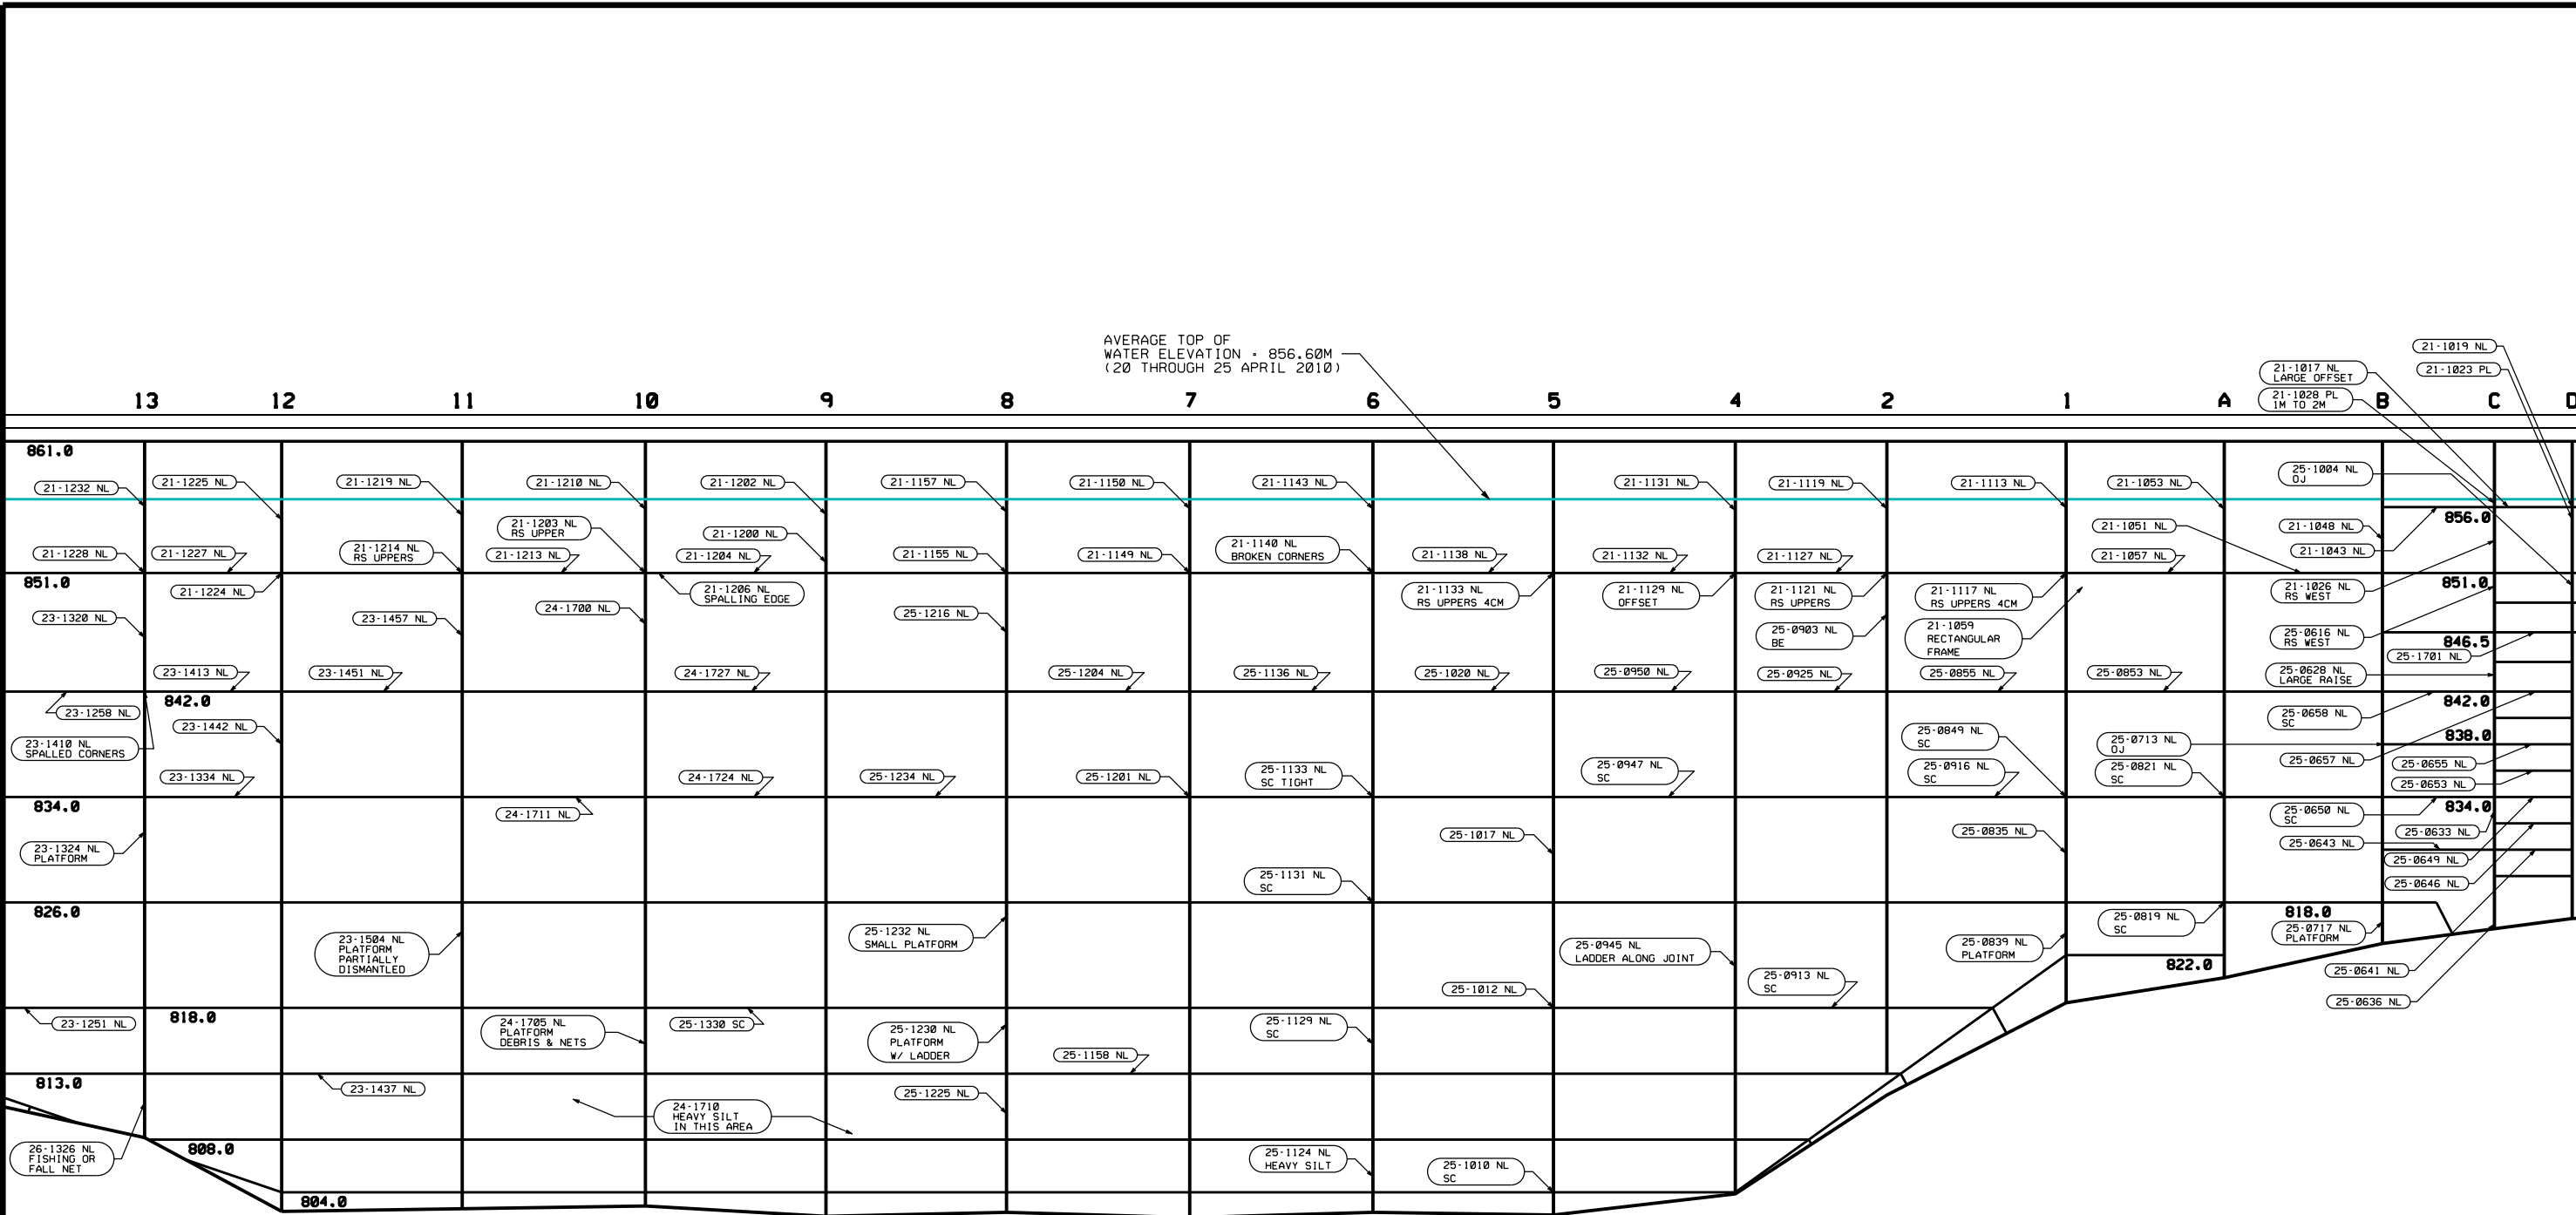 AVERAGE TOP OF
WATER ELEVATION = 856.60M
(20 THROUGH 25 APRIL 2010)
21-1019 NL
21-1023 PL
21-1017 NL
LARGE OFFSET
21-1028 PL
1M TO 2M
13 12 11 10 9 8 7 6 5 4 2 1 A B C D
861.0
21-1232 NL
21-1225 NL
21-1219 NL
21-1210 NL
21-1202 NL
21-1157 NL
21-1150 NL
21-1143 NL
21-1131 NL
21-1119 NL
21-1113 NL
21-1053 NL
25-1004 NL
OJ
856.0
21-1228 NL
21-1227 NL
21-1214 NL
RS UPPERS
21-1203 NL
RS UPPER
21-1213 NL
21-1200 NL
21-1204 NL
21-1155 NL
21-1149 NL
21-1140 NL
BROKEN CORNERS
21-1138 NL
21-1132 NL
21-1127 NL
21-1051 NL
21-1057 NL
21-1048 NL
21-1043 NL
851.0
21-1224 NL
21-1206 NL
SPALLING EDGE
21-1133 NL
RS UPPERS 4CM
21-1129 NL
OFFSET
21-1121 NL
RS UPPERS
21-1117 NL
RS UPPERS 4CM
21-1026 NL
RS WEST
851.0
23-1320 NL
23-1457 NL
24-1700 NL
25-1216 NL
25-0903 NL
BE
21-1059
RECTANGULAR
FRAME
25-0616 NL
RS WEST
846.5
25-1701 NL
23-1413 NL
23-1451 NL
24-1727 NL
25-1204 NL
25-1136 NL
25-1020 NL
25-0950 NL
25-0925 NL
25-0855 NL
25-0853 NL
25-0628 NL
LARGE RAISE
23-1258 NL
842.0
842.0
23-1410 NL
SPALLED CORNERS
23-1442 NL
25-0849 NL
SC
25-0713 NL
OJ
25-0658 NL
SC
838.0
25-0657 NL
25-0655 NL
23-1334 NL
24-1724 NL
25-1234 NL
25-1201 NL
25-1133 NL
SC TIGHT
25-0947 NL
SC
25-0916 NL
SC
25-0821 NL
SC
25-0653 NL
834.0
24-1711 NL
25-0650 NL
SC
834.0
23-1324 NL
PLATFORM
25-1017 NL
25-0835 NL
25-0633 NL
25-0643 NL
25-0649 NL
25-1131 NL
SC
25-0646 NL
826.0
23-1504 NL
PLATFORM
PARTIALLY
DISMANTLED
25-1232 NL
SMALL PLATFORM
25-0945 NL
LADDER ALONG JOINT
25-0839 NL
PLATFORM
25-0819 NL
SC
818.0
25-0717 NL
PLATFORM
822.0
25-0913 NL
SC
25-1012 NL
25-0641 NL
25-0636 NL
23-1251 NL
818.0
24-1705 NL
PLATFORM
DEBRIS & NETS
25-1330 SC
25-1230 NL
PLATFORM
W/ LADDER
25-1158 NL
25-1129 NL
SC
813.0
23-1437 NL
24-1710
HEAVY SILT
IN THIS AREA
25-1225 NL
26-1326 NL
FISHING OR
FALL NET
808.0
25-1124 NL
HEAVY SILT
25-1010 NL
SC
804.0